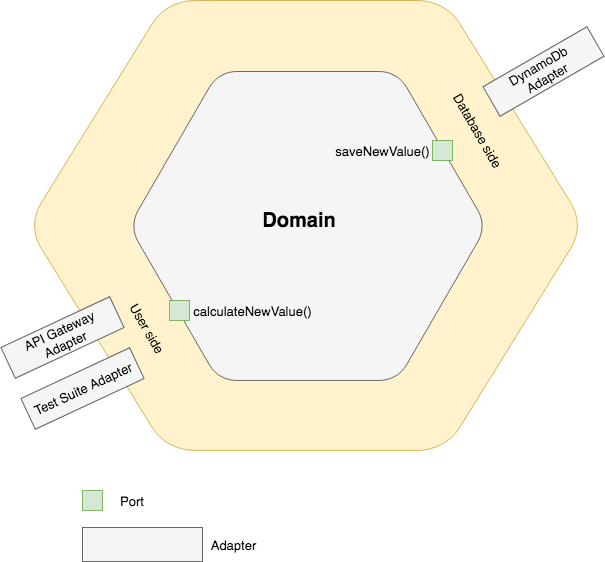 DynamoDb
Adapter
Database side
saveNewValue()
Domain
calculateNewValue()
User side
API Gateway
Adapter
Test Suite Adapter
Port
Adapter